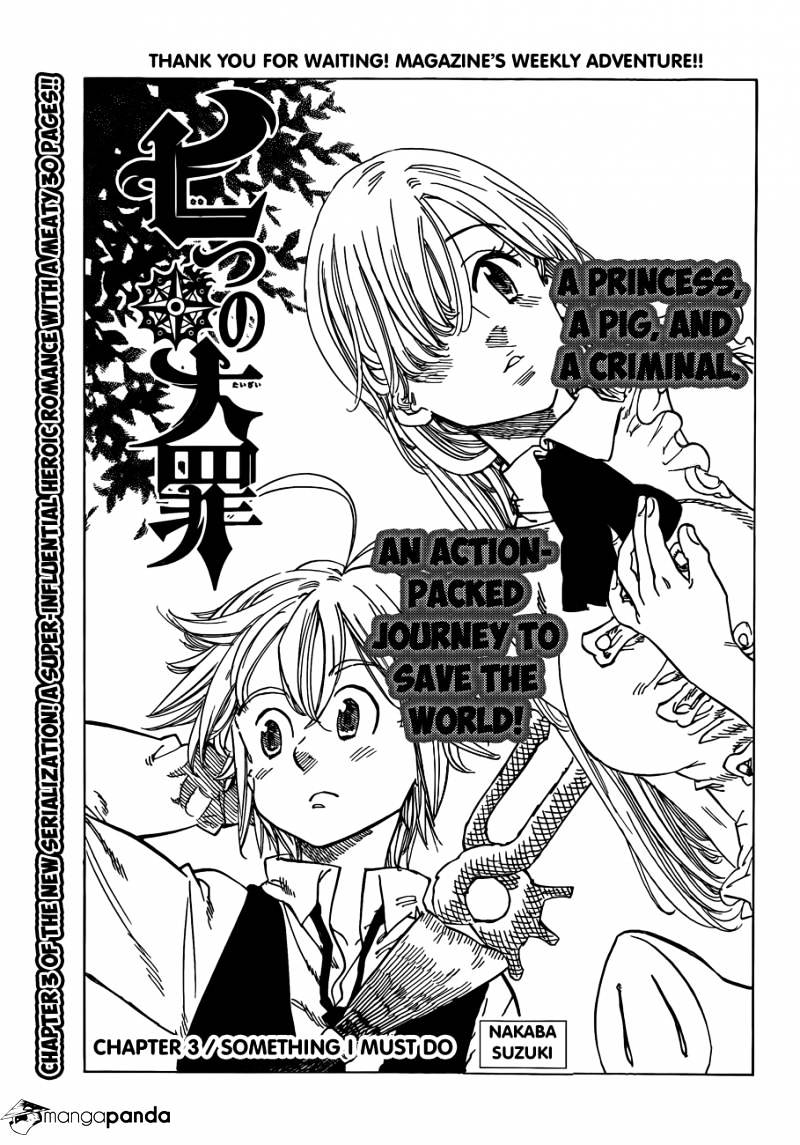 THANK YOU FOR WAITING! MAGAZINE'S WEEKLY ADVENTURE!!
CHAPTER 3 OF THE NEW SERIALIZATION! A SUPER-INFLUENTIAL HEROIC ROMANCE WITH A MEATY 30 PAGES!!
七つの大罪
たいざい
A PRINCESS,
A PIG, AND
A CRIMINAL.
AN ACTION-
PACKED
JOURNEY TO
SAVE THE
WORLD!
CHAPTER 3 / SOMETHING I MUST DO
NAKABA
SUZUKI
mangapanda